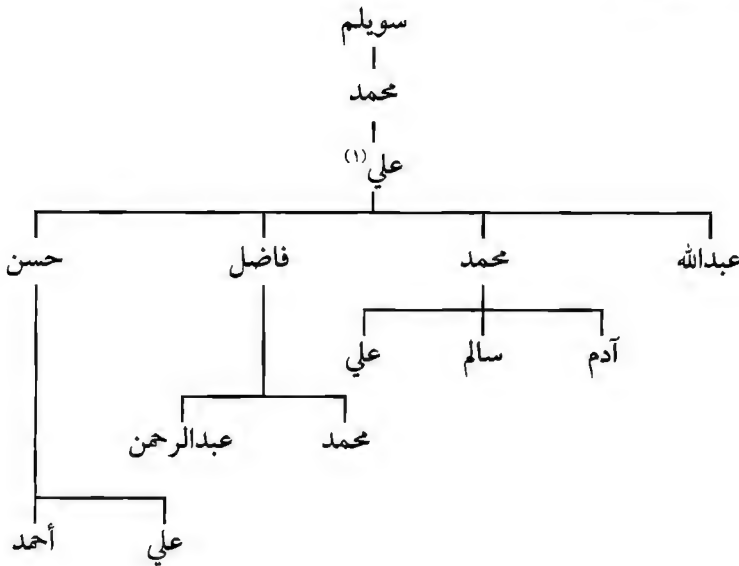 سويلم
محمد
علي (١)
عبدالله محمد فاضل حسن
آدم سالم علي
محمد عبدالرحمن
علي أحمد